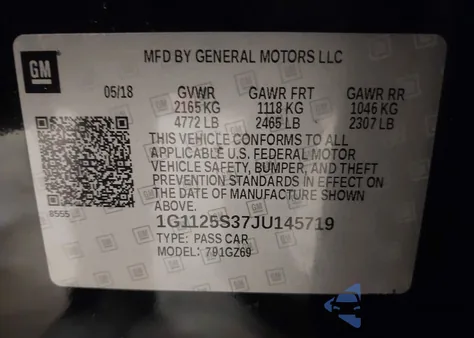 GM
MFD BY GENERAL MOTORS LLC
05/18 GVWR GAWR FRT GAWR RR
2165 KG 1118 KG 1046 KG
4772 LB 2465 LB 2307 LB
THIS VEHICLE CONFORMS TO ALL
APPLICABLE U.S. FEDERAL MOTOR
VEHICLE SAFETY, BUMPER, AND THEFT
PREVENTION STANDARDS IN EFFECT ON
THE DATE OF MANUFACTURE SHOWN
ABOVE.
8555
1G1125S37JU145719
TYPE: PASS CAR
MODEL: 791GZ69